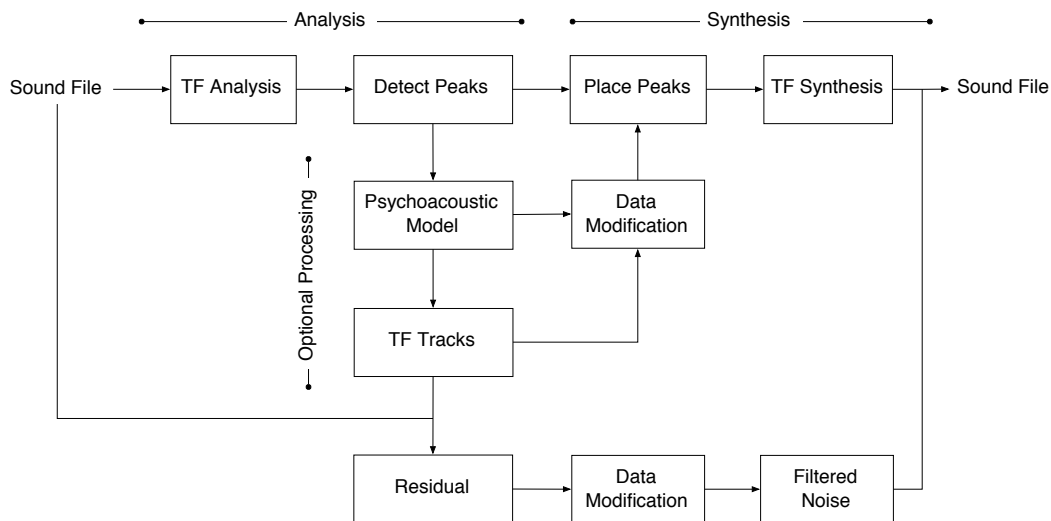 Analysis
Synthesis
Sound File
TF Analysis
Detect Peaks
Place Peaks
TF Synthesis
Sound File
Optional Processing
Psychoacoustic
Model
Data
Modification
TF Tracks
Residual
Data
Modification
Filtered
Noise